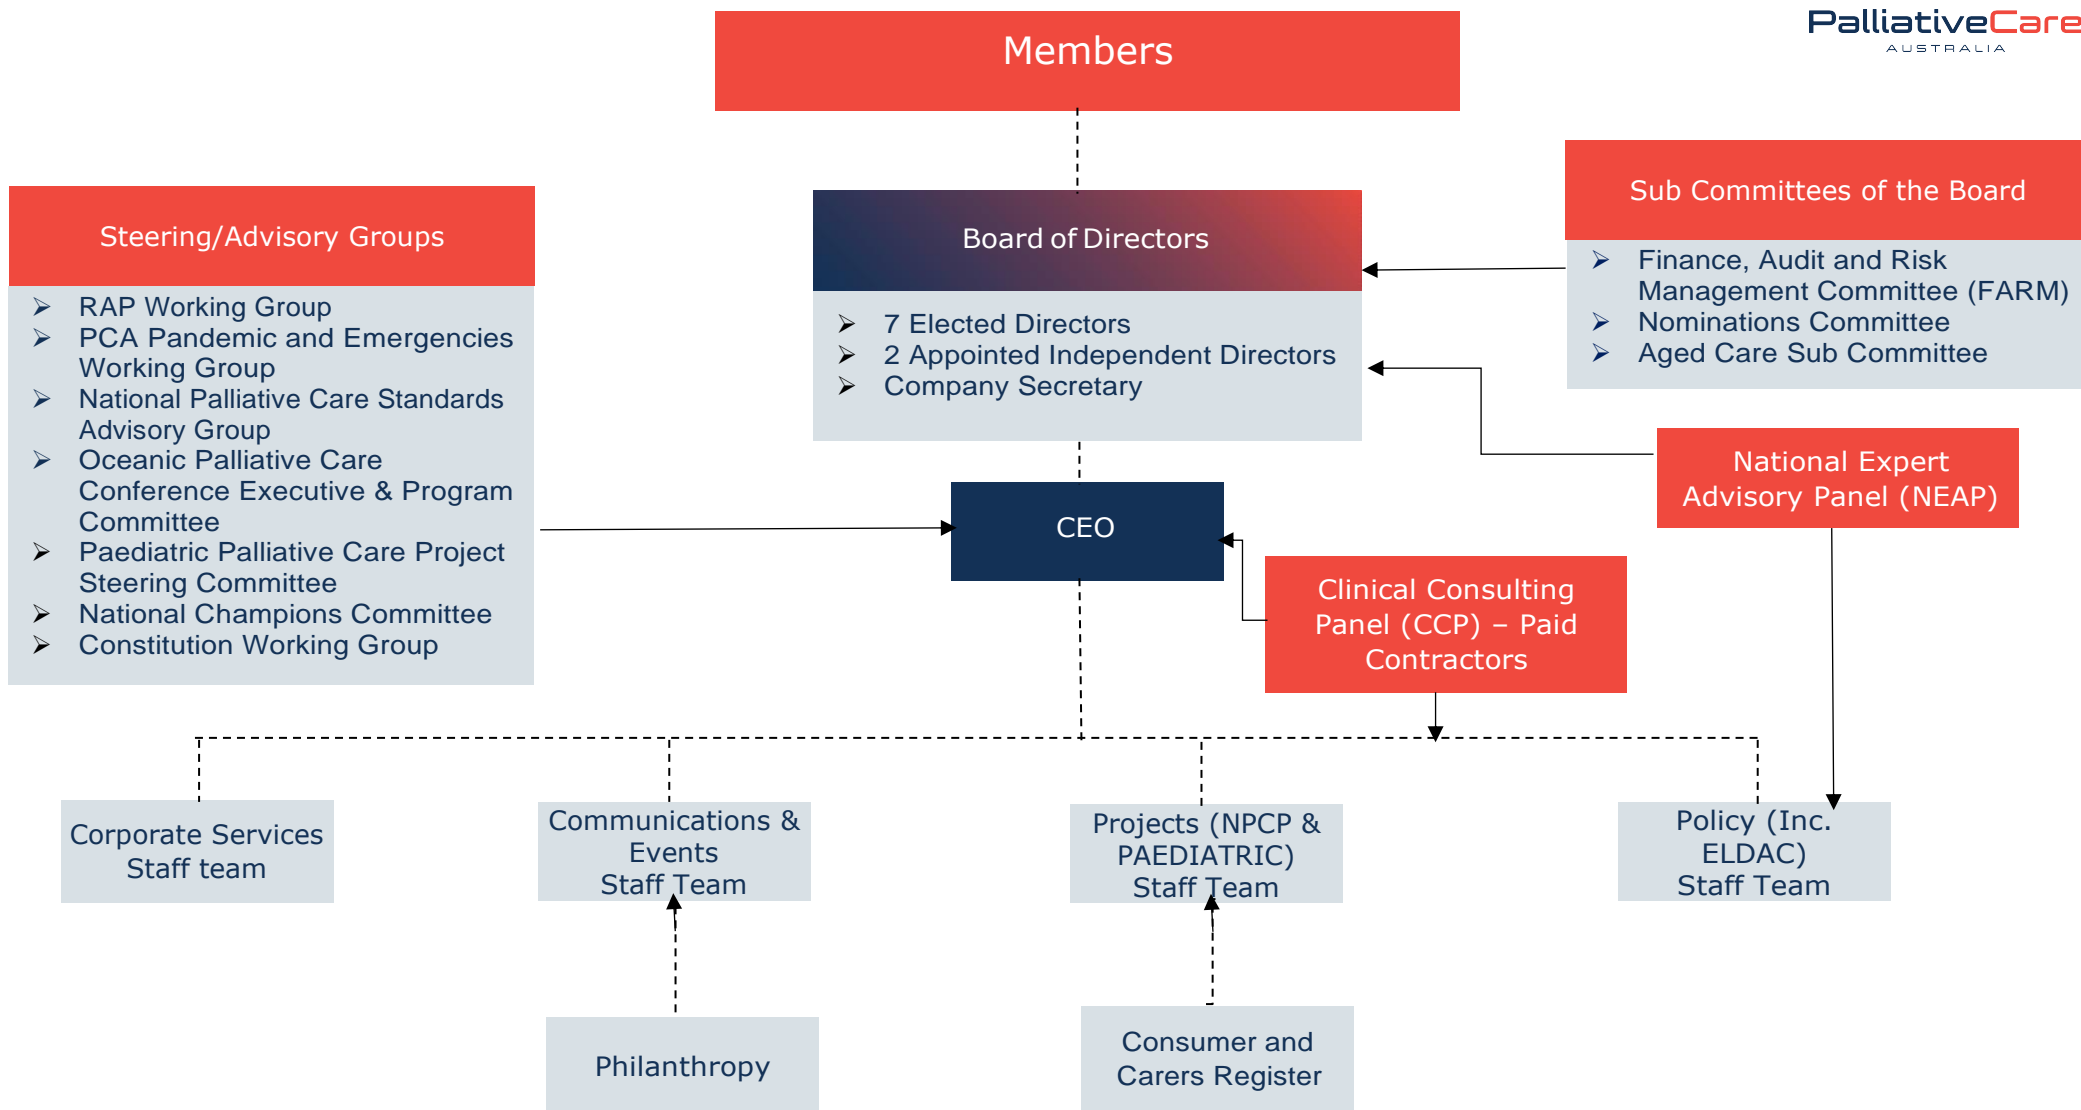 PalliativeCare
AUSTRALIA
Members
Sub Committees of the Board
Finance, Audit and Risk
Management Committee (FARM)
Nominations Committee
Aged Care Sub Committee
Steering/Advisory Groups
RAP Working Group
PCA Pandemic and Emergencies
Working Group
National Palliative Care Standards
Advisory Group
Oceanic Palliative Care
Conference Executive & Program
Committee
Paediatric Palliative Care Project
Steering Committee
National Champions Committee
Constitution Working Group
Board of Directors
7 Elected Directors
2 Appointed Independent Directors
Company Secretary
National Expert
Advisory Panel (NEAP)
CEO
Clinical Consulting
Panel (CCP) – Paid
Contractors
Corporate Services
Staff team
Communications &
Events
Staff Team
Projects (NPCP &
PAEDIATRIC)
Staff Team
Policy (Inc.
ELDAC)
Staff Team
Philanthropy
Consumer and
Carers Register